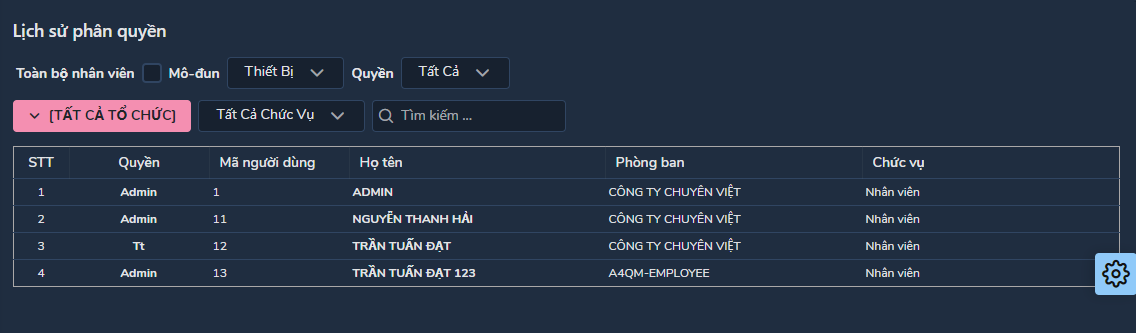 Lịch sử phân quyền
Toàn bộ nhân viên Mô-đun Thiết Bị Quyền Tất Cả
[TẤT CẢ TỔ CHỨC] Tất Cả Chức Vụ Tìm kiếm ...
STT Quyền Mã người dùng Họ tên Phòng ban Chức vụ
1 Admin 1 ADMIN CÔNG TY CHUYÊN VIỆT Nhân viên
2 Admin 11 NGUYỄN THANH HẢI CÔNG TY CHUYÊN VIỆT Nhân viên
3 Tt 12 TRẦN TUẤN ĐẠT CÔNG TY CHUYÊN VIỆT Nhân viên
4 Admin 13 TRẦN TUẤN ĐẠT 123 A4QM-EMPLOYEE Nhân viên